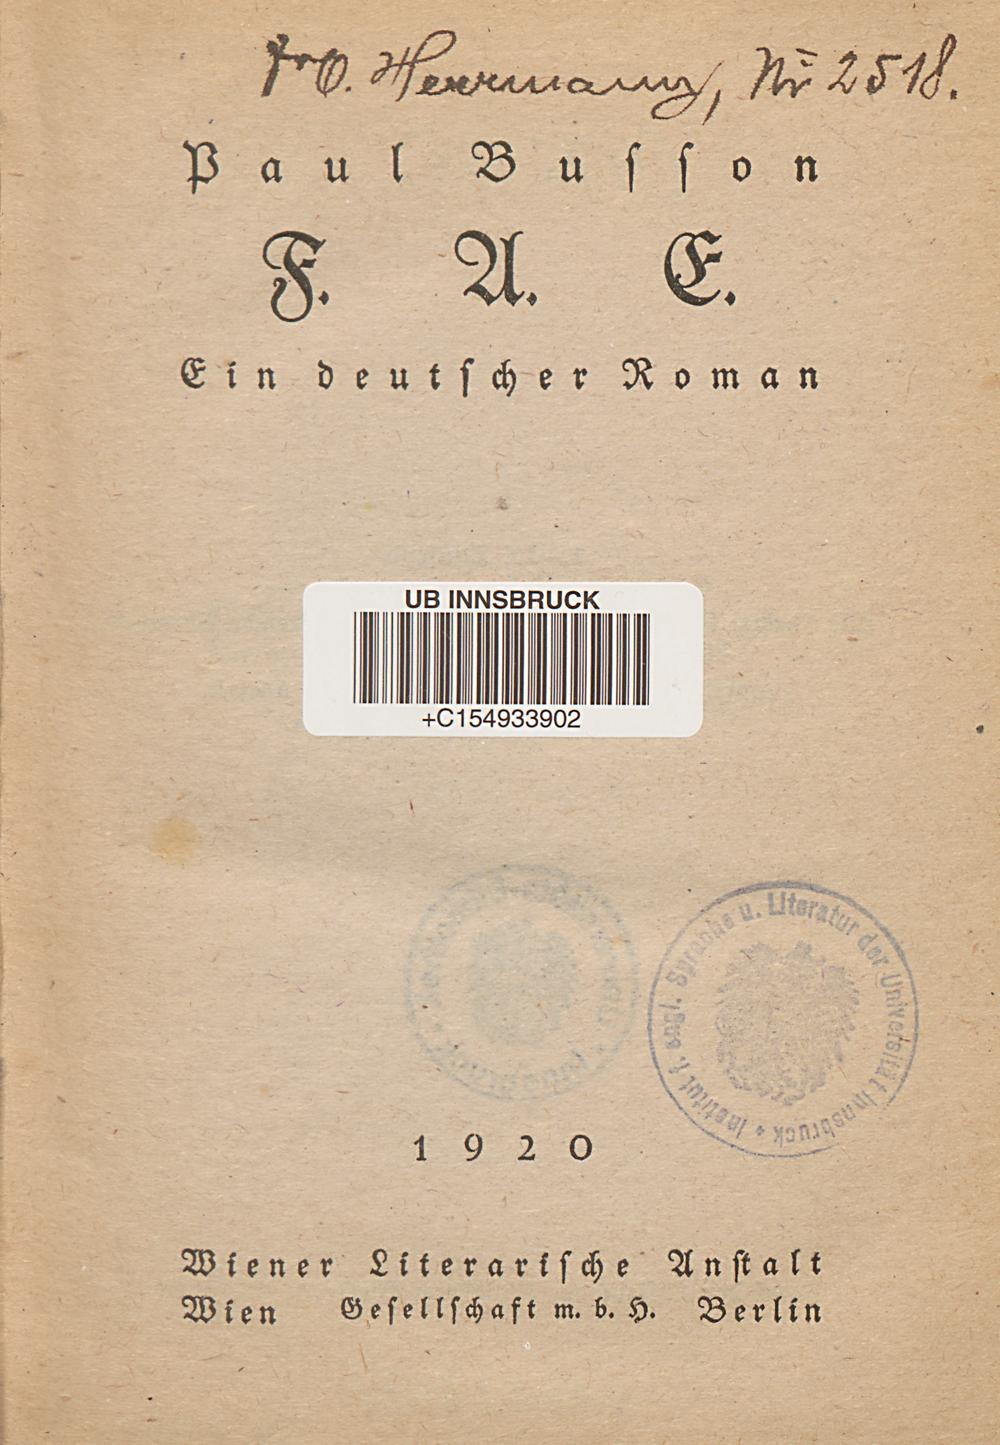 Herrmann, Nr 2518.
Paul Buſſon
F. A. E.
Ein deutſcher Roman
UB INNSBRUCK
+C154933902
Institut f. engl. Sprache u. Literatur der Universität Innsbruck *
1920
Wiener Literariſche Anſtalt
Wien Geſellſchaft m. b. H. Berlin